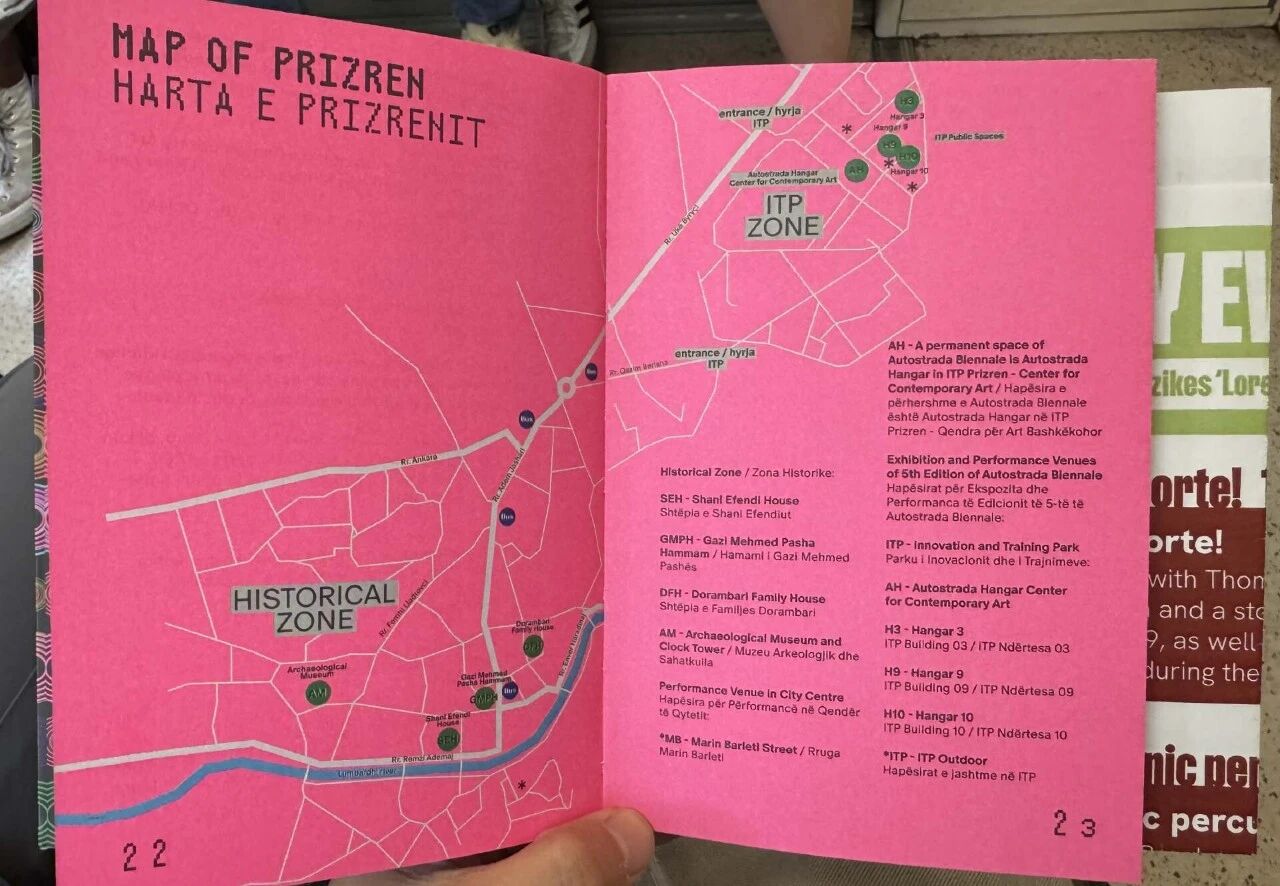 MAP OF PRIZREN
HARTA E PRIZRENIT
Rr. Ankara
Rr. Adem Jashari
Bus
Bus
Bus
HISTORICAL
ZONE
Archaeological
Museum
AM
Dorambari
Family House
DFH
Gazi Mehmed
Pasha Hammam
GMPH
Bus
Shani Efendi
House
SEH
Rr. Remzi Ademaj
Lumbardhi river
*
22
entrance / hyrja
ITP
H3
Hangar 3
*
Hangar 9
H9
H10
*
Hangar 10
*
ITP Public Spaces
Autostrada Hangar
Center for Contemporary Art
AH
ITP
ZONE
Rr. Uka Bytyçi
entrance / hyrja
ITP
Historical Zone / Zona Historike:
SEH - Shani Efendi House
Shtëpia e Shani Efendiut
GMPH - Gazi Mehmed Pasha
Hammam / Hamami i Gazi Mehmed
Pashës
DFH - Dorambari Family House
Shtëpia e Familjes Dorambari
AM - Archaeological Museum and
Clock Tower / Muzeu Arkeologjik dhe
Sahatkulla
Performance Venue in City Centre
Hapësira për Performancë në Qendër
të Qytetit:
*MB - Marin Barleti Street / Rruga
Marin Barleti
AH - A permanent space of
Autostrada Biennale is Autostrada
Hangar in ITP Prizren - Center for
Contemporary Art / Hapësira e
përhershme e Autostrada Biennale
është Autostrada Hangar në ITP
Prizren - Qendra për Art Bashkëkohor
Exhibition and Performance Venues
of 5th Edition of Autostrada Biennale
Hapësirat për Ekspozita dhe
Performanca të Edicionit të 5-të të
Autostrada Biennale:
ITP - Innovation and Training Park
Parku i Inovacionit dhe i Trajnimeve:
AH - Autostrada Hangar Center
for Contemporary Art
H3 - Hangar 3
ITP Building 03 / ITP Ndërtesa 03
H9 - Hangar 9
ITP Building 09 / ITP Ndërtesa 09
H10 - Hangar 10
ITP Building 10 / ITP Ndërtesa 10
*ITP - ITP Outdoor
Hapësirat e jashtme në ITP
23
zikes 'Lore
orte!
orte!
with Thom
and a sto
9, as well
during the
nic per
c percu